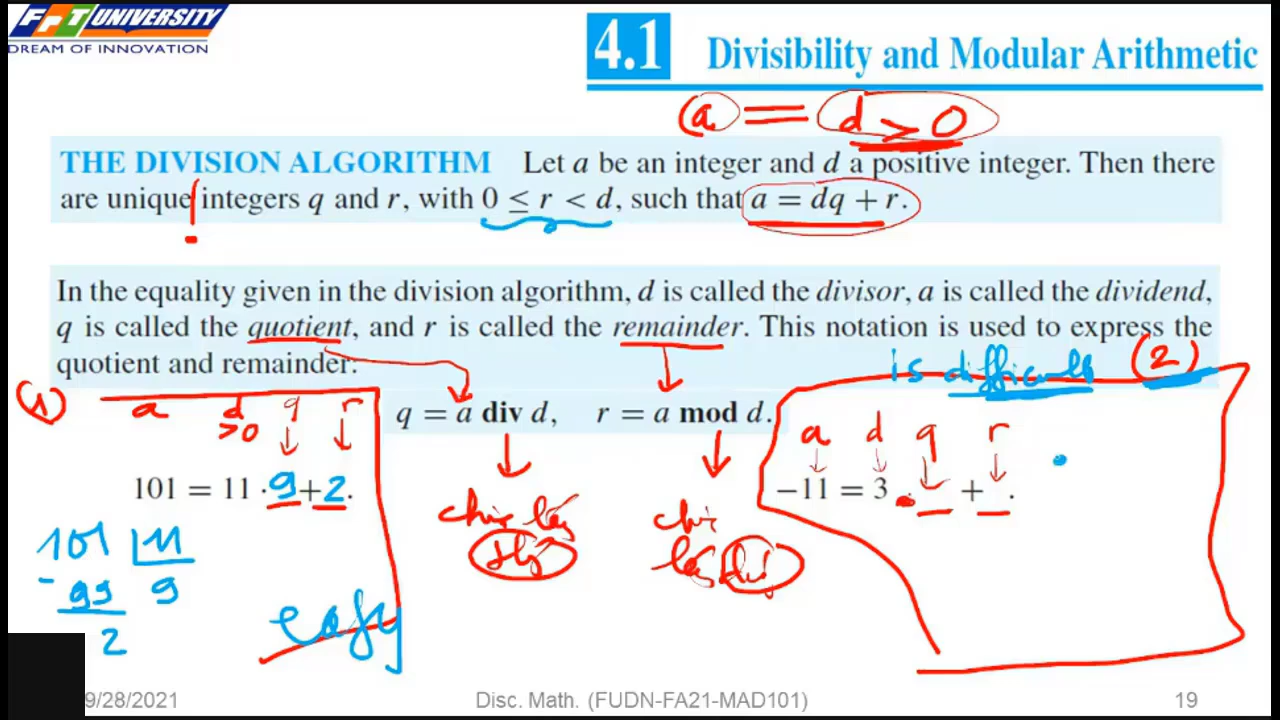 FPT UNIVERSITY
DREAM OF INNOVATION
4.1 Divisibility and Modular Arithmetic
a = d > 0
THE DIVISION ALGORITHM Let a be an integer and d a positive integer. Then there
are unique integers q and r, with 0 ≤ r < d, such that a = dq + r.
!
In the equality given in the division algorithm, d is called the divisor, a is called the dividend,
q is called the quotient, and r is called the remainder. This notation is used to express the
quotient and remainder:
is difficult (2)
(1) a d q r
>0
q = a div d, r = a mod d.
a d q r
101 = 11 · 9 + 2.
−11 = 3 · +  .
chia lấy
chia
lấy dư
101 11
- 99 9
2
easy
9/28/2021
Disc. Math. (FUDN-FA21-MAD101)
19